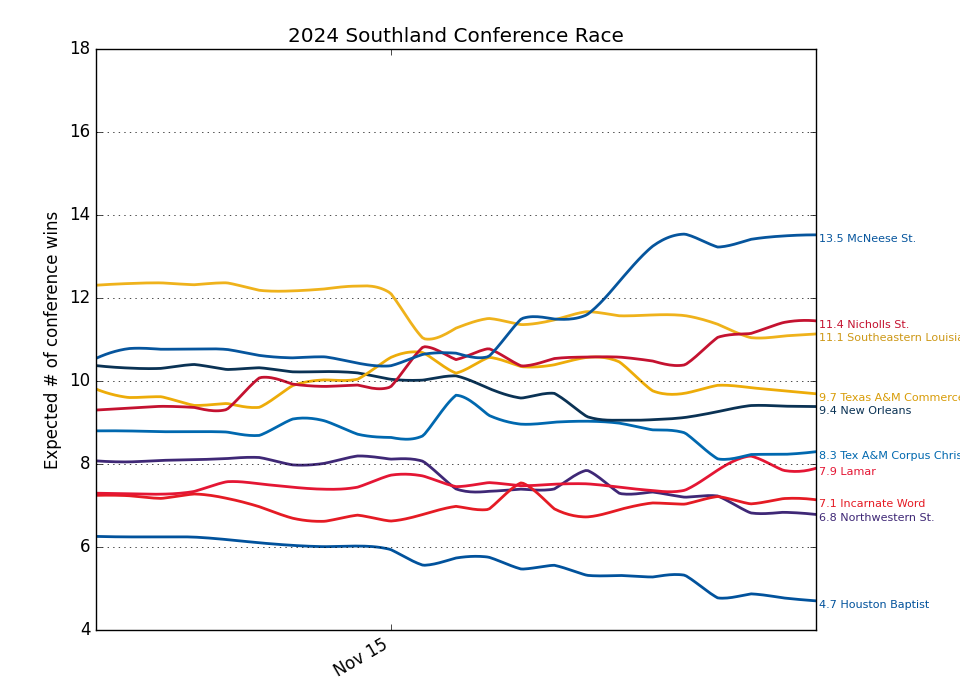 2024 Southland Conference Race
Expected # of conference wins
18
16
14
12
10
8
6
4
Nov 15
13.5 McNeese St.
11.4 Nicholls St.
11.1 Southeastern Louisia
9.7 Texas A&M Commerce
9.4 New Orleans
8.3 Tex A&M Corpus Chris
7.9 Lamar
7.1 Incarnate Word
6.8 Northwestern St.
4.7 Houston Baptist